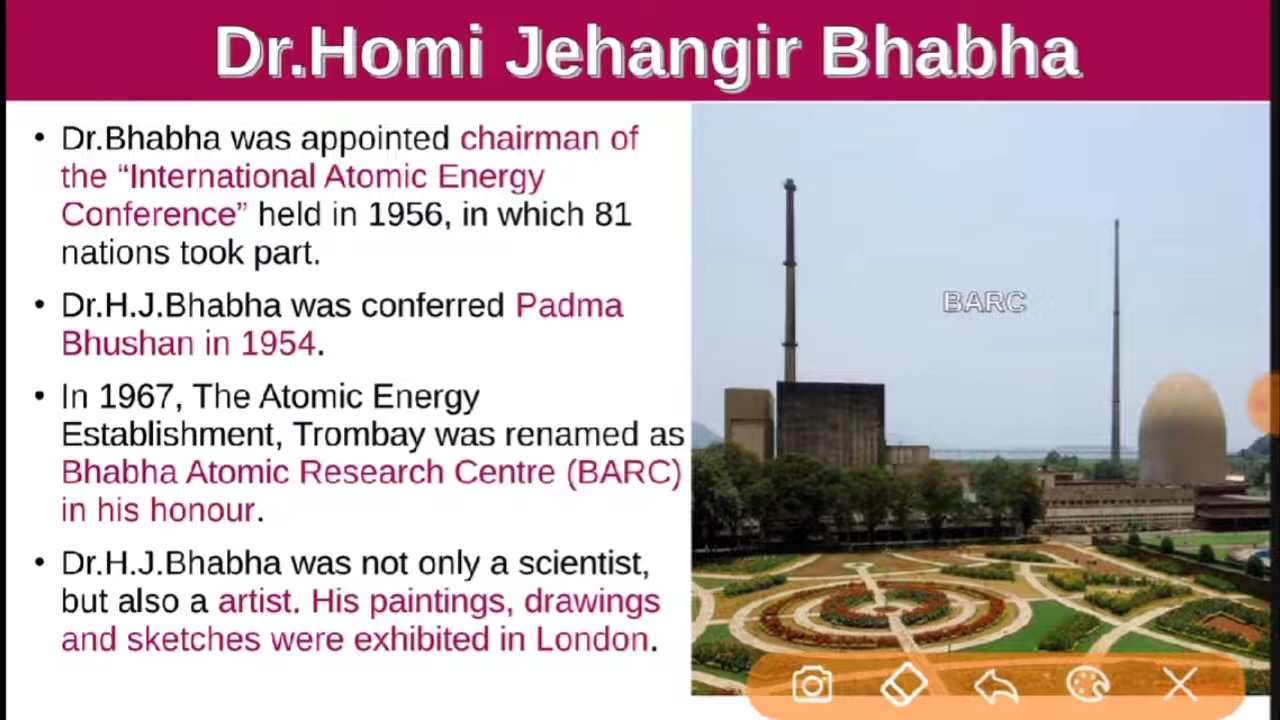 Dr.Homi Jehangir Bhabha
• Dr.Bhabha was appointed chairman of
the “International Atomic Energy
Conference” held in 1956, in which 81
nations took part.
• Dr.H.J.Bhabha was conferred Padma
Bhushan in 1954.
• In 1967, The Atomic Energy
Establishment, Trombay was renamed as
Bhabha Atomic Research Centre (BARC)
in his honour.
• Dr.H.J.Bhabha was not only a scientist,
but also a artist. His paintings, drawings
and sketches were exhibited in London.
BARC